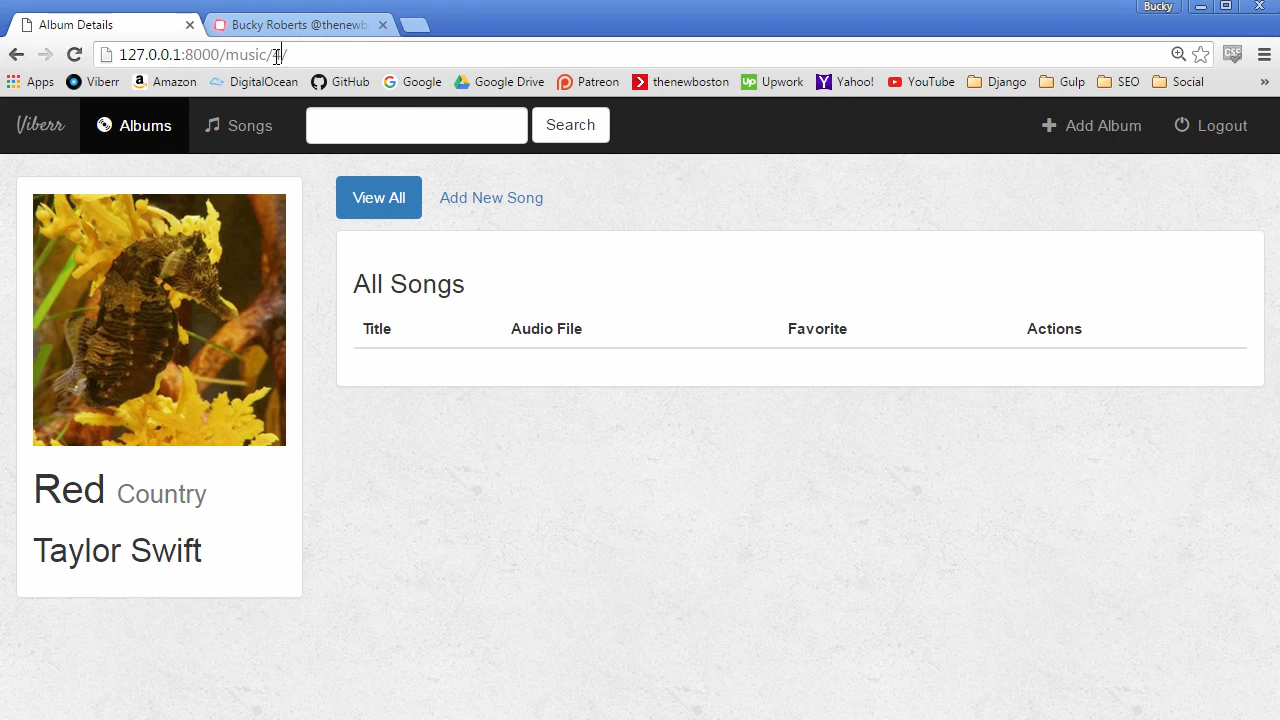 Bucky
Album Details
Bucky Roberts @thenewb
127.0.0.1:8000/music/
Apps Viberr Amazon DigitalOcean GitHub Google Google Drive Patreon thenewboston Upwork Yahoo! YouTube Django Gulp SEO Social »
Viberr Albums Songs Search Add Album Logout
View All Add New Song
All Songs
Title Audio File Favorite Actions
Red Country
Taylor Swift